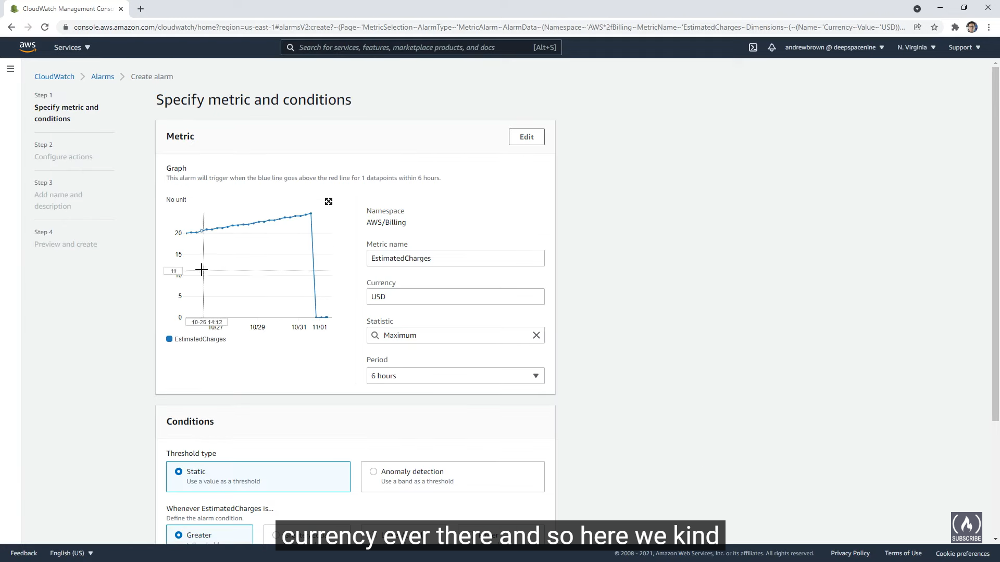 CloudWatch Management Conso
console.aws.amazon.com/cloudwatch/home?region=us-east-1#alarmsV2:create?~(Page~'MetricSelection~AlarmType~'MetricAlarm~AlarmData~(Namespace~'AWS*2fBilling~MetricName~'EstimatedCharges~Dimensions~(~(Name~'Currency~Value~'USD))...
aws
Services
Search for services, features, marketplace products, and docs
[Alt+S]
andrewbrown @ deepspacenine
N. Virginia
Support
CloudWatch
Alarms
Create alarm
Step 1
Specify metric and
conditions
Step 2
Configure actions
Step 3
Add name and
description
Step 4
Preview and create
Specify metric and conditions
Metric
Edit
Graph
This alarm will trigger when the blue line goes above the red line for 1 datapoints within 6 hours.
No unit
20
15
11
10
5
0
10-26 14:12
10/27
10/29
10/31
11/01
EstimatedCharges
Namespace
AWS/Billing
Metric name
EstimatedCharges
Currency
USD
Statistic
Maximum
Period
6 hours
Conditions
Threshold type
Static
Use a value as a threshold
Anomaly detection
Use a band as a threshold
Whenever EstimatedCharges is...
Define the alarm condition.
Greater
currency ever there and so here we kind
SUBSCRIBE
Feedback
English (US)
© 2008 - 2021, Amazon Web Services, Inc. or its affiliates. All rights reserved.
Privacy Policy
Terms of Use
Cookie preferences